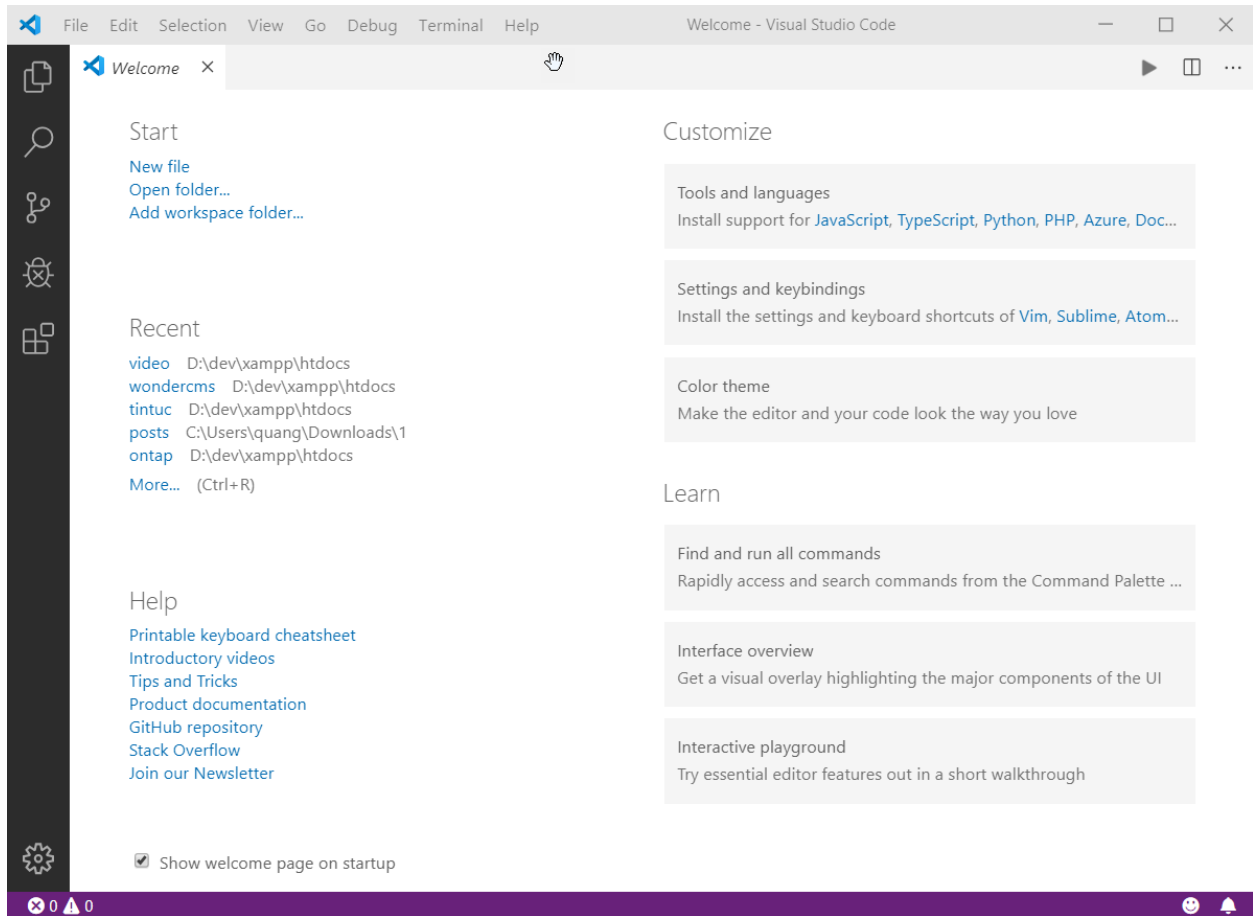 File Edit Selection View Go Debug Terminal Help Welcome - Visual Studio Code
Welcome
Start
New file
Open folder...
Add workspace folder...
Recent
video D:\dev\xampp\htdocs
wondercms D:\dev\xampp\htdocs
tintuc D:\dev\xampp\htdocs
posts C:\Users\quang\Downloads\1
ontap D:\dev\xampp\htdocs
More... (Ctrl+R)
Help
Printable keyboard cheatsheet
Introductory videos
Tips and Tricks
Product documentation
GitHub repository
Stack Overflow
Join our Newsletter
Show welcome page on startup
Customize
Tools and languages
Install support for JavaScript, TypeScript, Python, PHP, Azure, Doc...
Settings and keybindings
Install the settings and keyboard shortcuts of Vim, Sublime, Atom...
Color theme
Make the editor and your code look the way you love
Learn
Find and run all commands
Rapidly access and search commands from the Command Palette ...
Interface overview
Get a visual overlay highlighting the major components of the UI
Interactive playground
Try essential editor features out in a short walkthrough
0 0